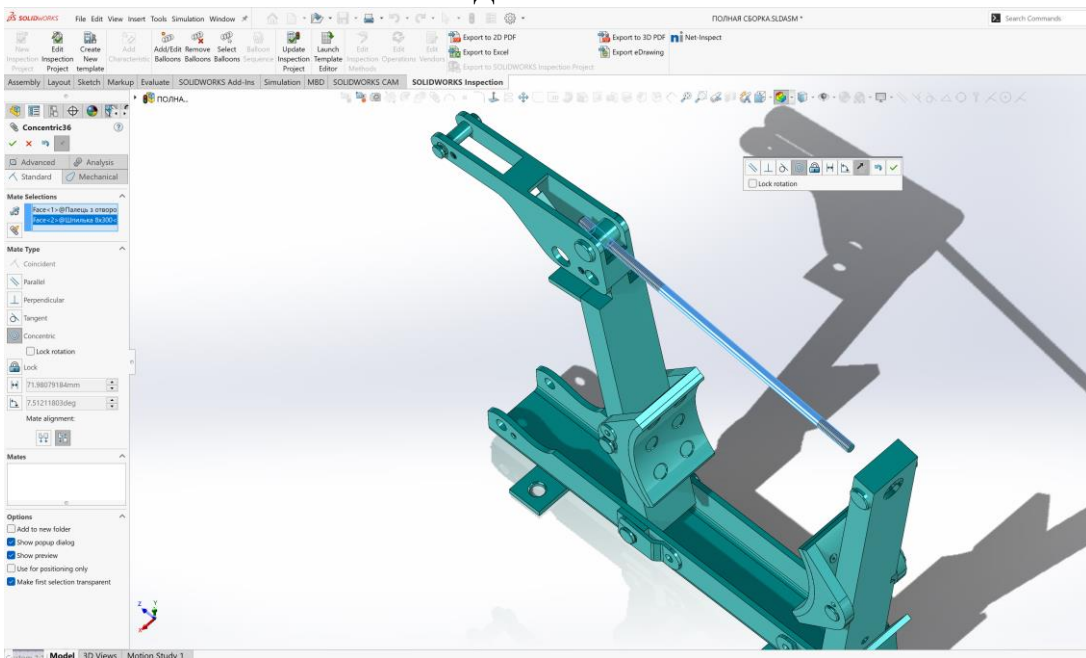 SOLIDWORKS File Edit View Insert Tools Simulation Window
ПОЛНАЯ СБОРКА.SLDASM *
Search Commands
New Inspection Project
Edit Inspection Project
Create New template
Add Characteristic
Add/Edit Balloons
Remove Balloons
Select Balloons
Balloon Sequence
Update Inspection Project
Launch Template Editor
Edit Inspection Methods
Edit Operations
Edit Vendors
Export to 2D PDF
Export to Excel
Export to SOLIDWORKS Inspection Project
Export to 3D PDF
Export eDrawing
Net-Inspect
Assembly Layout Sketch Markup Evaluate SOLIDWORKS Add-Ins Simulation MBD SOLIDWORKS CAM SOLIDWORKS Inspection
ПОЛНА...
Concentric36
Advanced Analysis
Standard Mechanical
Mate Selections
Face<1>@Палець з отворо
Face<2>@Шпилька 8x300<
Mate Type
Coincident
Parallel
Perpendicular
Tangent
Concentric
Lock rotation
Lock
71.98079184mm
7.51211803deg
Mate alignment:
Mates
Options
Add to new folder
Show popup dialog
Show preview
Use for positioning only
Make first selection transparent
Lock rotation
Z Y
X
Model 3D Views Motion Study 1